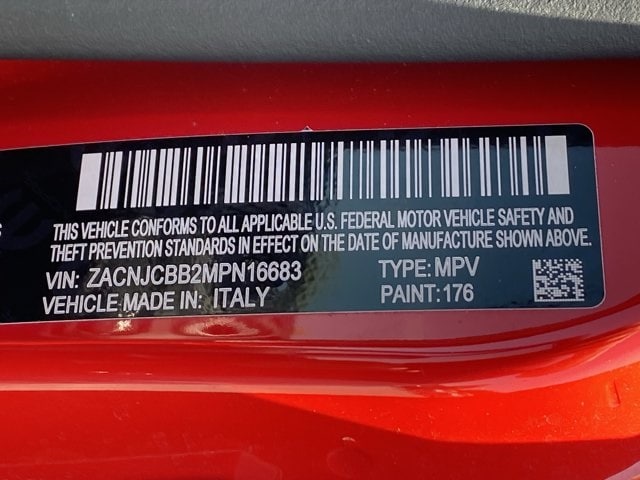 THIS VEHICLE CONFORMS TO ALL APPLICABLE U.S. FEDERAL MOTOR VEHICLE SAFETY AND
THEFT PREVENTION STANDARDS IN EFFECT ON THE DATE OF MANUFACTURE SHOWN ABOVE.
VIN: ZACNJCBB2MPN16683 TYPE: MPV
VEHICLE MADE IN: ITALY PAINT: 176